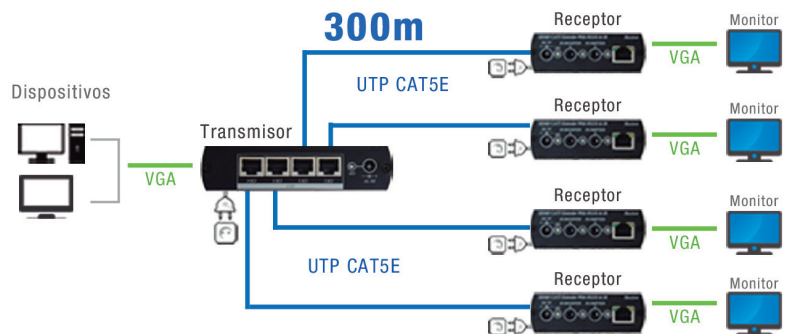 300m
Receptor
Monitor
VGA
UTP CAT5E
Dispositivos
Receptor
Monitor
Transmisor
VGA
VGA
Receptor
Monitor
VGA
UTP CAT5E
Receptor
Monitor
VGA